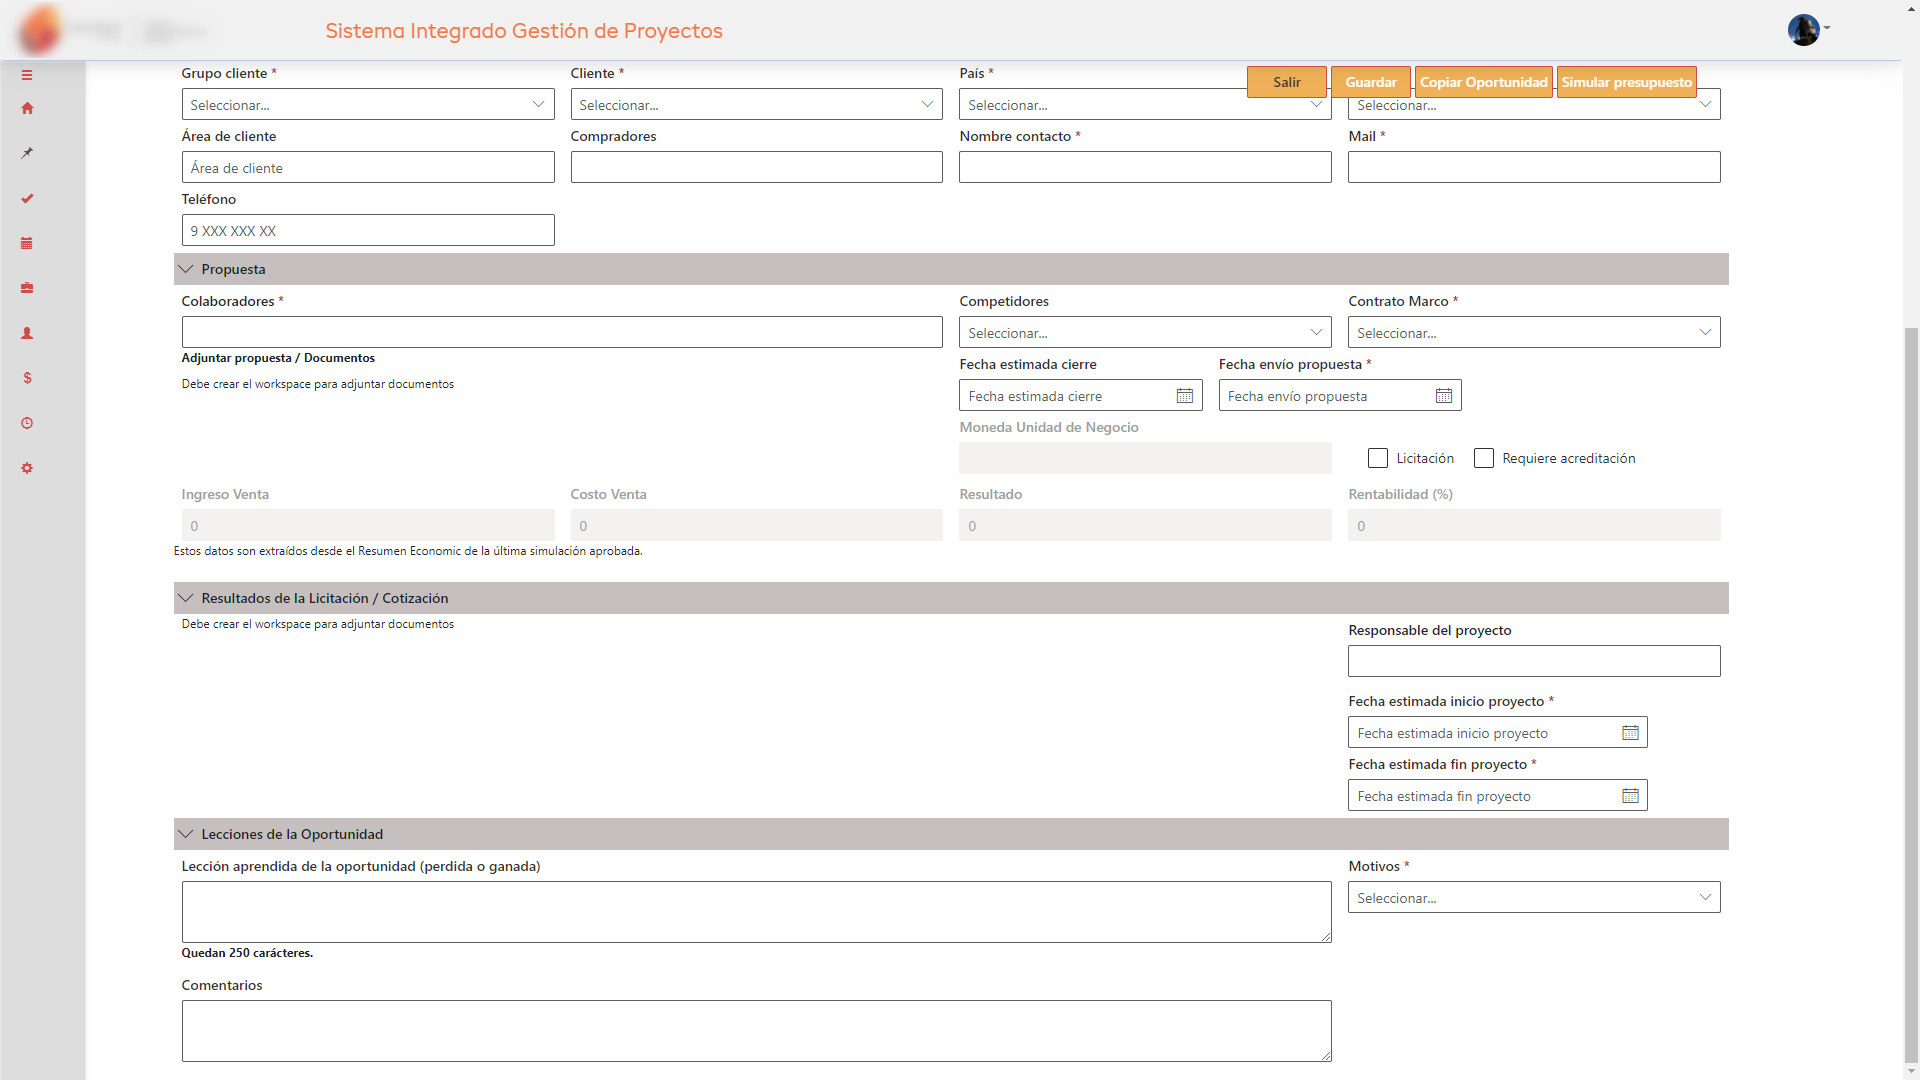 Sistema Integrado Gestión de Proyectos
Salir Guardar Copiar Oportunidad Simular presupuesto
Grupo cliente * Cliente * País *
Seleccionar... Seleccionar... Seleccionar... Seleccionar...
Área de cliente Compradores Nombre contacto * Mail *
Área de cliente
Teléfono
9 XXX XXX XX
Propuesta
Colaboradores * Competidores Contrato Marco *
Seleccionar... Seleccionar...
Adjuntar propuesta / Documentos Fecha estimada cierre Fecha envío propuesta *
Debe crear el workspace para adjuntar documentos Fecha estimada cierre Fecha envío propuesta
Moneda Unidad de Negocio
Licitación Requiere acreditación
Ingreso Venta Costo Venta Resultado Rentabilidad (%)
0 0 0 0
Estos datos son extraídos desde el Resumen Economic de la última simulación aprobada.
Resultados de la Licitación / Cotización
Debe crear el workspace para adjuntar documentos
Responsable del proyecto
Fecha estimada inicio proyecto *
Fecha estimada inicio proyecto
Fecha estimada fin proyecto *
Fecha estimada fin proyecto
Lecciones de la Oportunidad
Lección aprendida de la oportunidad (perdida o ganada) Motivos *
Seleccionar...
Quedan 250 carácteres.
Comentarios